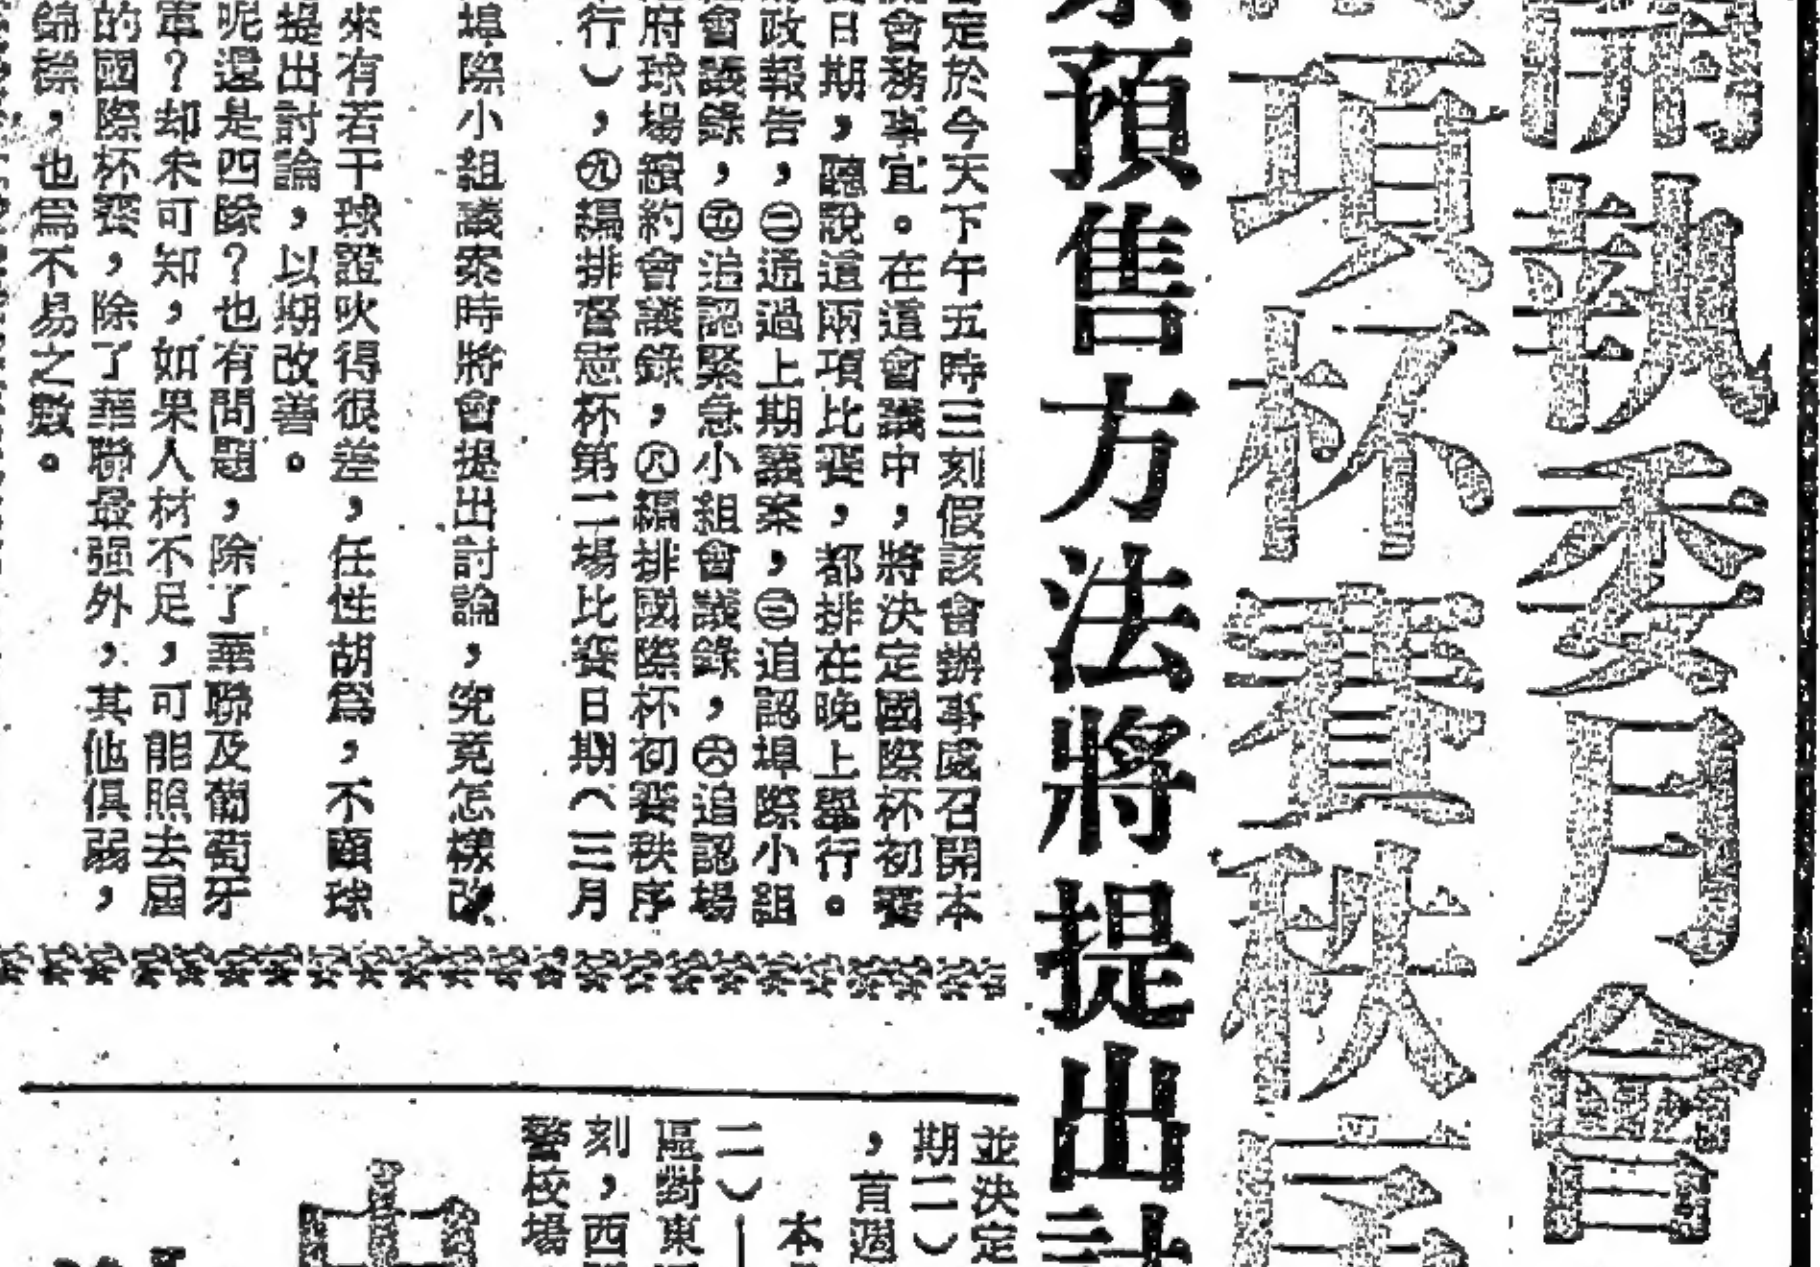 開執委月會
項杯賽秩序
預售方法將提出討
定於今天下午五時三刻假該會辦事處召開本
會務事宜。在這會議中，將決定國際杯初賽
日期，聽說這兩項比賽，都排在晚上舉行。
政報告，㊁通過上期議案，㊂追認埠際小組
會議錄，㊄追認緊急小組會議錄，㊅追認場
府球場續約會議錄，㊇編排國際杯初賽秩序
行），㊈編排督憲杯第二場比賽日期（三月
埠際小組議案時將會提出討論，究竟怎樣改
來有若干球證吹得很差，任性胡爲，不顧球
提出討論，以期改善。
呢還是四隊？也有問題，除了華聯及葡萄牙
軍？却未可知，如果人材不足，可能照去屆
的國際杯賽，除了華聯最强外，其他俱弱，
錦標，也爲不易之數。
並決定
期二）
，首週
本
二）—
區對東
刻，西
警校場
中